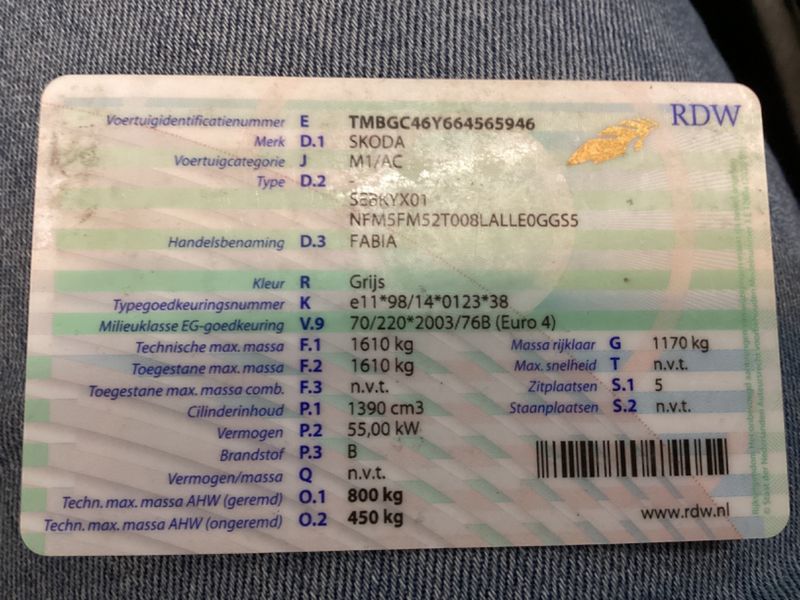 RDW
Voertuigidentificatienummer E TMBGC46Y664565946
Merk D.1 SKODA
Voertuigcategorie J M1/AC
Type D.2 -
SEBKYX01
NFM5FM52T008LALLE0GGS5
Handelsbenaming D.3 FABIA
Kleur R Grijs
Typegoedkeuringsnummer K e11*98/14*0123*38
Milieuklasse EG-goedkeuring V.9 70/220*2003/76B (Euro 4)
Technische max. massa F.1 1610 kg Massa rijklaar G 1170 kg
Toegestane max. massa F.2 1610 kg Max. snelheid T n.v.t.
Toegestane max. massa comb. F.3 n.v.t. Zitplaatsen S.1 5
Cilinderinhoud P.1 1390 cm3 Staanplaatsen S.2 n.v.t.
Vermogen P.2 55,00 kW
Brandstof P.3 B
Vermogen/massa Q n.v.t.
Techn. max. massa AHW (geremd) O.1 800 kg
Techn. max. massa AHW (ongeremd) O.2 450 kg
www.rdw.nl